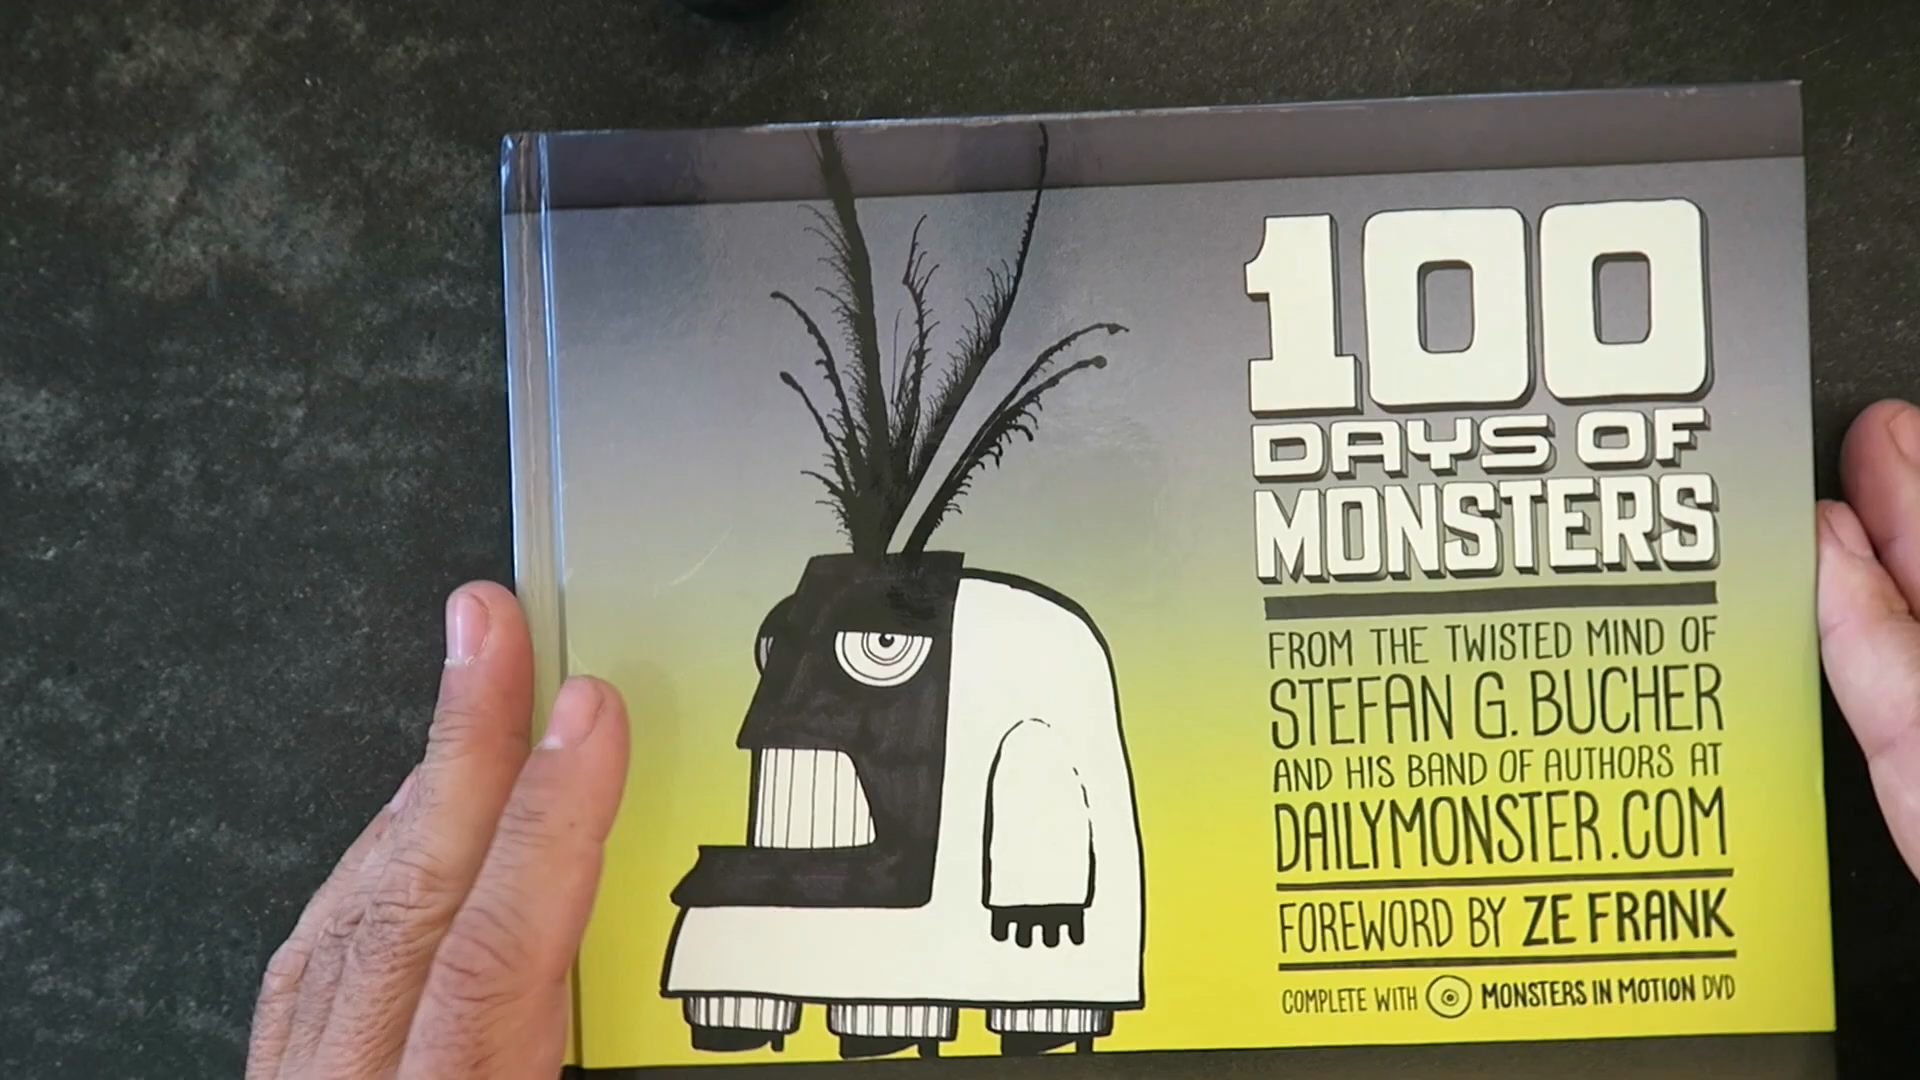 100
DAYS OF
MONSTERS
FROM THE TWISTED MIND OF
STEFAN G. BUCHER
AND HIS BAND OF AUTHORS AT
DAILYMONSTER.COM
FOREWORD BY ZE FRANK
COMPLETE WITH MONSTERS IN MOTION DVD